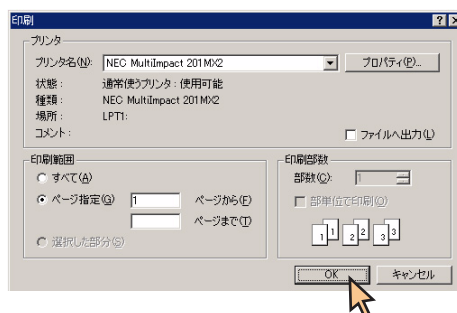 印刷
プリンタ
プリンタ名(N): NEC MultiImpact 201MX2 プロパティ(P)...
状態: 通常使うプリンタ: 使用可能
種類: NEC MultiImpact 201MX2
場所: LPT1:
コメント: ファイルへ出力(L)
印刷範囲
すべて(A)
ページ指定(G) 1 ページから(F)
ページまで(T)
選択した部分(S)
印刷部数
部数(C): 1
部単位で印刷(O)
1 1 2 2 3 3
OK キャンセル